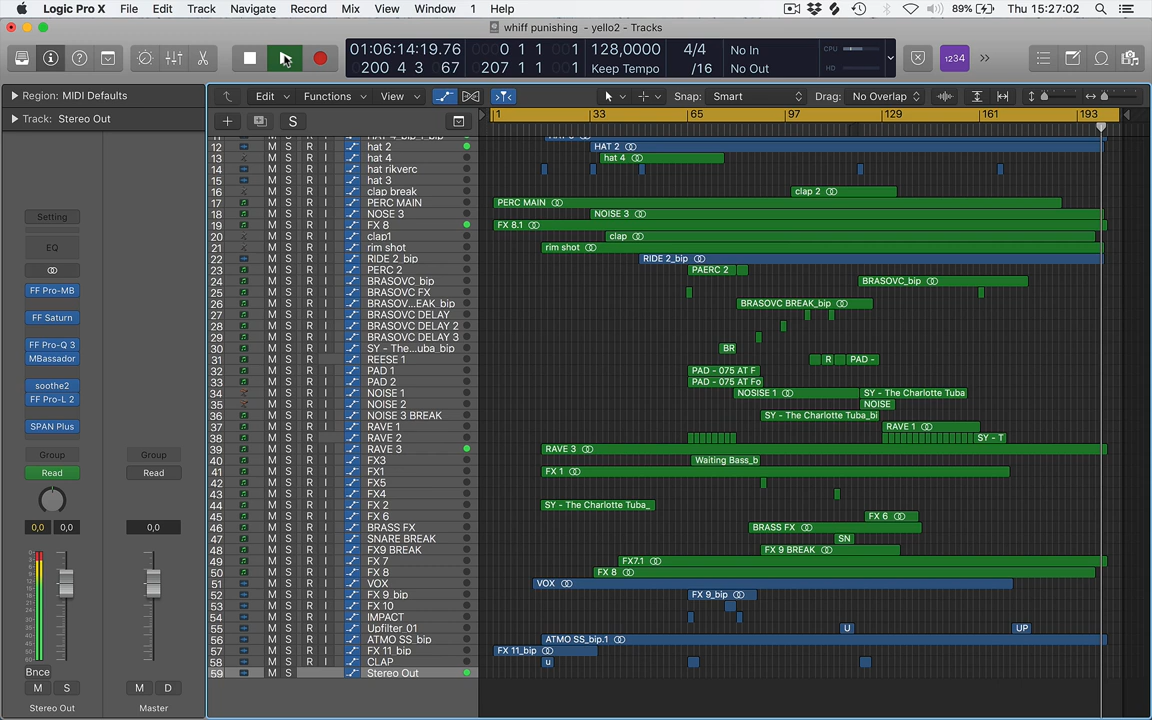 Logic Pro X File Edit Track Navigate Record Mix View Window 1 Help 89% Thu 15:27:02
whiff punishing - yello2 - Tracks
01:06:14:19.76 0 1 1 1 128,0000 4/4 No In CPU
200 4 3 67 207 1 1 1 Keep Tempo /16 No Out HD
1234
Region: MIDI Defaults
Track: Stereo Out
Edit Functions View Snap: Smart Drag: No Overlap
1 33 65 97 129 161 193
12 hat 2 M S R I HAT 2
13 hat 4 M S R I hat 4
14 hat rikverc M S R I
15 hat 3 M S R I
16 clap break M S R I clap 2
17 PERC MAIN M S R I PERC MAIN
18 NOSE 3 M S R I NOISE 3
19 FX 8 M S R I FX 8.1
20 clap1 M S R I clap
21 rim shot M S R I rim shot
22 RIDE 2_bip M S R I RIDE 2_bip
23 PERC 2 M S R I PAERC 2
24 BRASOVC_bip M S R I BRASOVC_bip
25 BRASOVC FX M S R I
26 BRASOV...EAK_bip M S R I BRASOVC BREAK_bip
27 BRASOVC DELAY M S R I
28 BRASOVC DELAY 2 M S R I
29 BRASOVC DELAY 3 M S R I
30 SY - The...uba_bip M S R I BR
31 REESE 1 M S R R PAD -
32 PAD 1 M S R I PAD - 075 AT F
33 PAD 2 M S R I PAD - 075 AT Fo
34 NOISE 1 M S R I NOSISE 1 SY - The Charlotte Tuba
35 NOISE 2 M S R I NOISE
36 NOISE 3 BREAK M S R I SY - The Charlotte Tuba_bi
37 RAVE 1 M S R I RAVE 1
38 RAVE 2 M S R SY - T
39 RAVE 3 M S R I RAVE 3
40 FX3 M S R I Waiting Bass_b
41 FX1 M S R I FX 1
42 FX5 M S R I
43 FX4 M S R I
44 FX 2 M S R I SY - The Charlotte Tuba_
45 FX 6 M S R I FX 6
46 BRASS FX M S R I BRASS FX
47 SNARE BREAK M S R I SN
48 FX9 BREAK M S R I FX 9 BREAK
49 FX 7 M S R I FX7.1
50 FX 8 M S R I FX 8
51 VOX M S R I VOX
52 FX 9_bip M S R I FX 9_bip
53 FX 10 M S R I
54 IMPACT M S R I
55 Upfilter_01 M S R I U UP
56 ATMO SS_bip M S R I ATMO SS_bip.1
57 FX 11_bip M S R I FX 11_bip
58 CLAP M S R I u
59 Stereo Out M S
Setting
EQ
FF Pro-MB
FF Saturn
FF Pro-Q 3
MBassador
soothe2
FF Pro-L 2
SPAN Plus
Group Group
Read Read
0,0 0,0 0,0
Bnce
M S M D
Stereo Out Master